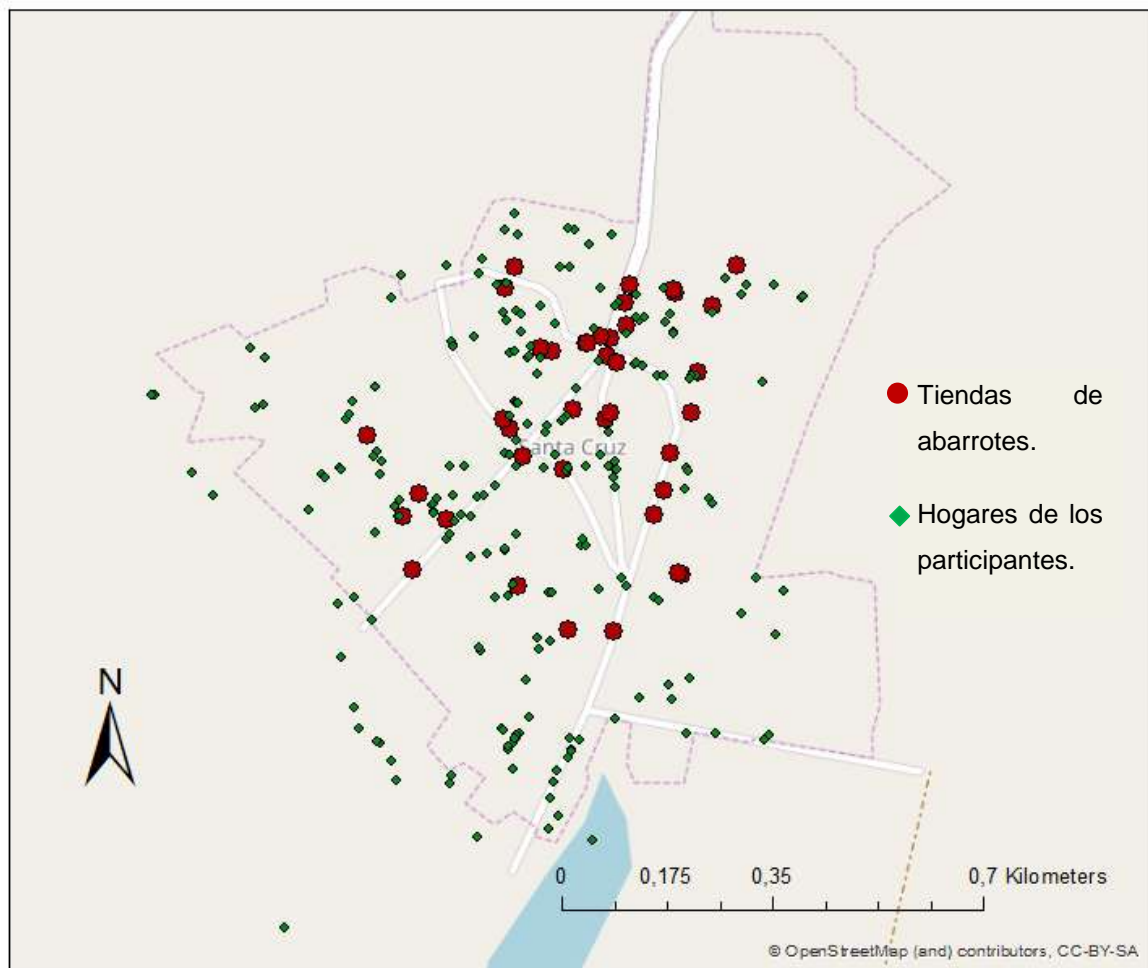 Santa Cruz
Tiendas de
abarrotes.
Hogares de los
participantes.
N
0 0,175 0,35 0,7 Kilometers
© OpenStreetMap (and) contributors, CC-BY-SA